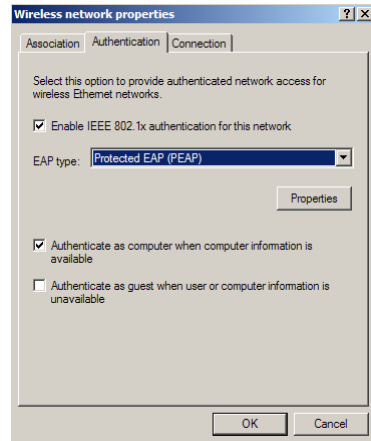 Wireless network properties
Association Authentication Connection
Select this option to provide authenticated network access for
wireless Ethernet networks.
Enable IEEE 802.1x authentication for this network
EAP type: Protected EAP (PEAP)
Properties
Authenticate as computer when computer information is
available
Authenticate as guest when user or computer information is
unavailable
OK Cancel